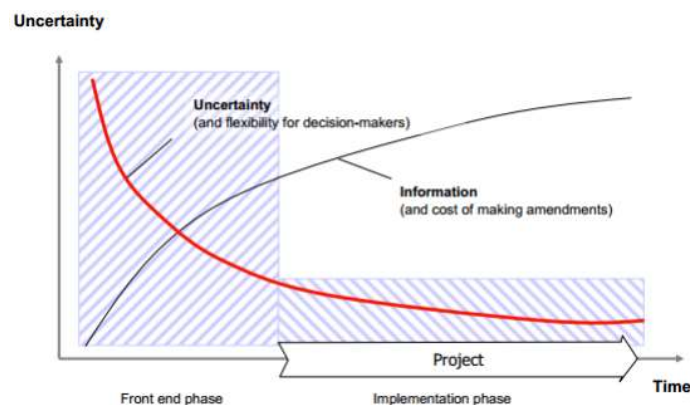 Uncertainty
Uncertainty
(and flexibility for decision-makers)
Information
(and cost of making amendments)
Project
Time
Front end phase
Implementation phase